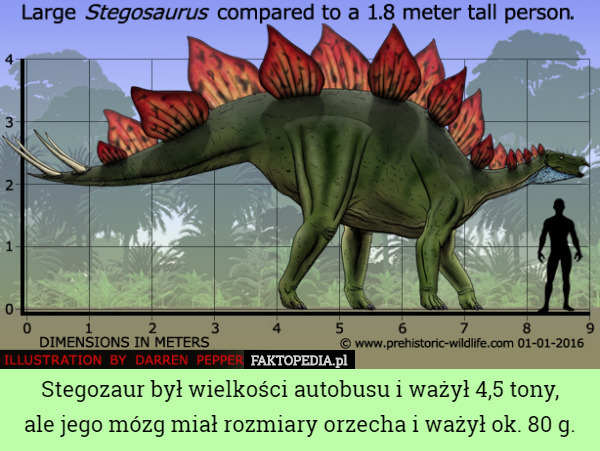 Large Stegosaurus compared to a 1.8 meter tall person.
4
3
2
1
0
0 1 2 3 4 5 6 7 8 9
DIMENSIONS IN METERS © www.prehistoric-wildlife.com 01-01-2016
ILLUSTRATION BY DARREN PEPPER FAKTOPEDIA.pl
Stegozaur był wielkości autobusu i ważył 4,5 tony,
ale jego mózg miał rozmiary orzecha i ważył ok. 80 g.